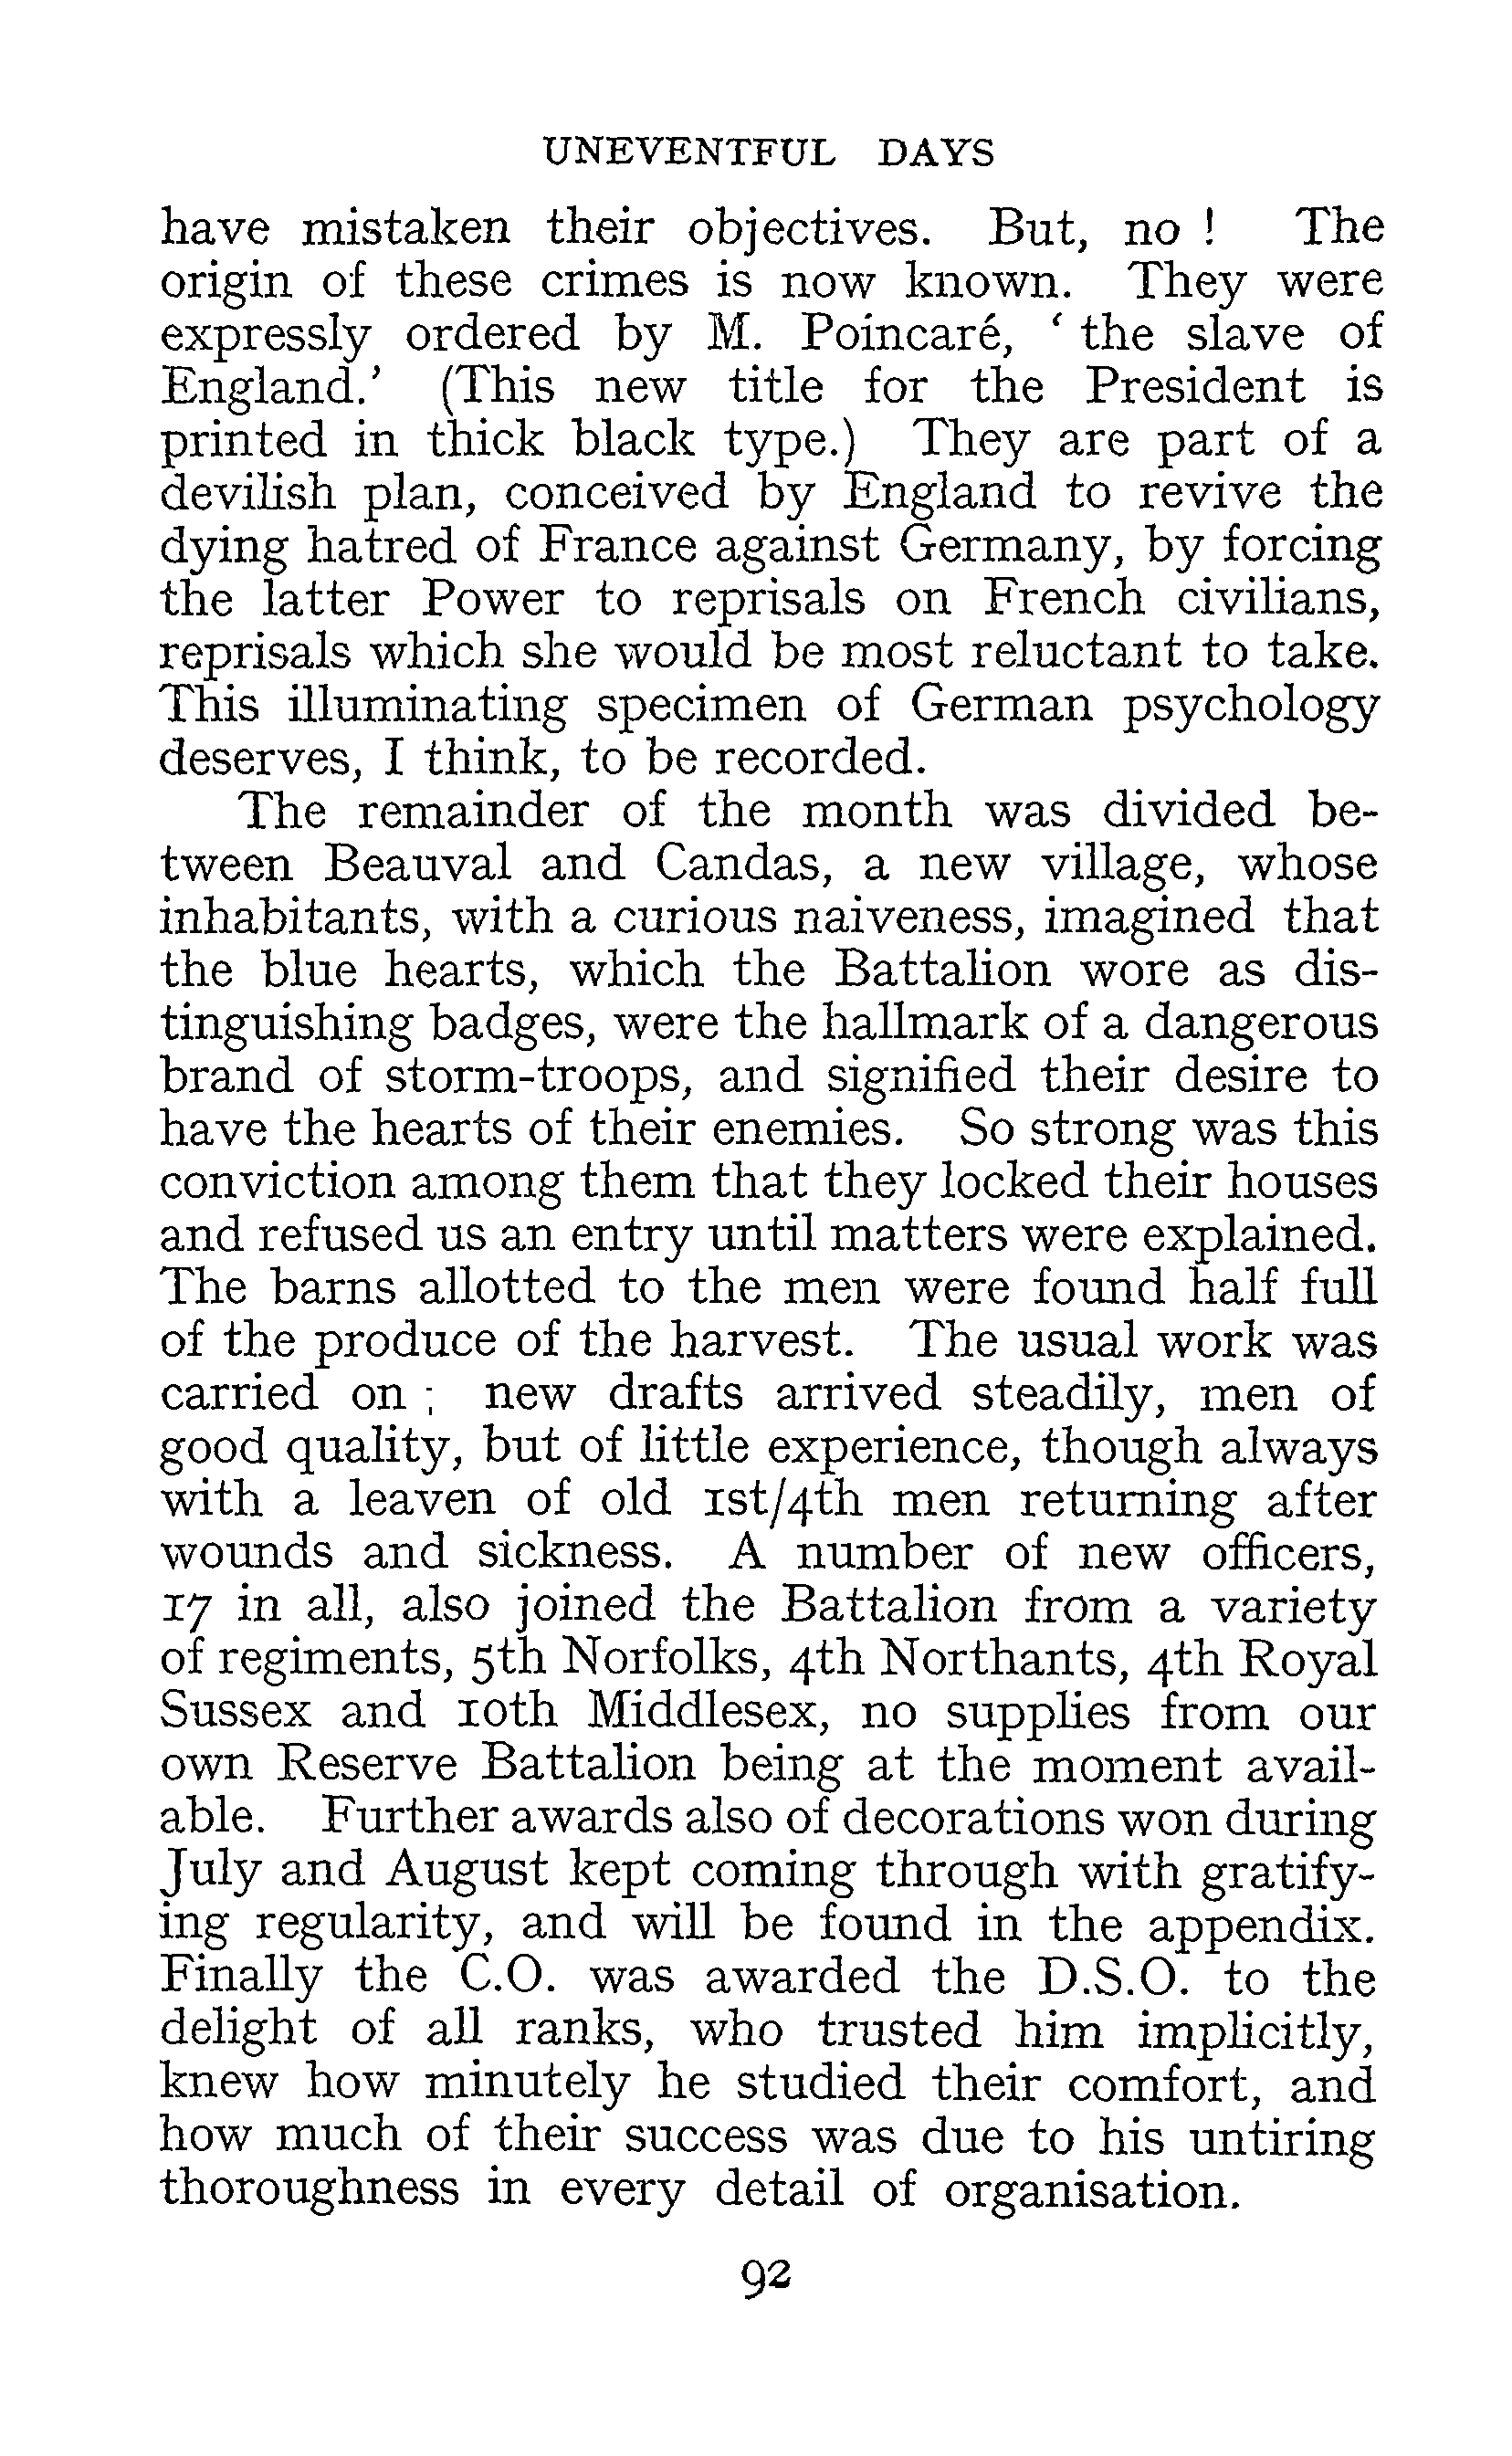 UNEVENTFUL DAYS
have mistaken their objectives. But, no ! The
origin of these crimes is now known. They were
expressly ordered by M. Poincaré, ‘ the slave of
England.’ (This new title for the President is
printed in thick black type.) They are part of a
devilish plan, conceived by England to revive the
dying hatred of France against Germany, by forcing
the latter Power to reprisals on French civilians,
reprisals which she would be most reluctant to take.
This illuminating specimen of German psychology
deserves, I think, to be recorded.
The remainder of the month was divided be-
tween Beauval and Candas, a new village, whose
inhabitants, with a curious naiveness, imagined that
the blue hearts, which the Battalion wore as dis-
tinguishing badges, were the hallmark of a dangerous
brand of storm-troops, and signified their desire to
have the hearts of their enemies. So strong was this
conviction among them that they locked their houses
and refused us an entry until matters were explained.
The barns allotted to the men were found half full
of the produce of the harvest. The usual work was
carried on ; new drafts arrived steadily, men of
good quality, but of little experience, though always
with a leaven of old 1st/4th men returning after
wounds and sickness. A number of new officers,
17 in all, also joined the Battalion from a variety
of regiments, 5th Norfolks, 4th Northants, 4th Royal
Sussex and 10th Middlesex, no supplies from our
own Reserve Battalion being at the moment avail-
able. Further awards also of decorations won during
July and August kept coming through with gratify-
ing regularity, and will be found in the appendix.
Finally the C.O. was awarded the D.S.O. to the
delight of all ranks, who trusted him implicitly,
knew how minutely he studied their comfort, and
how much of their success was due to his untiring
thoroughness in every detail of organisation.
92